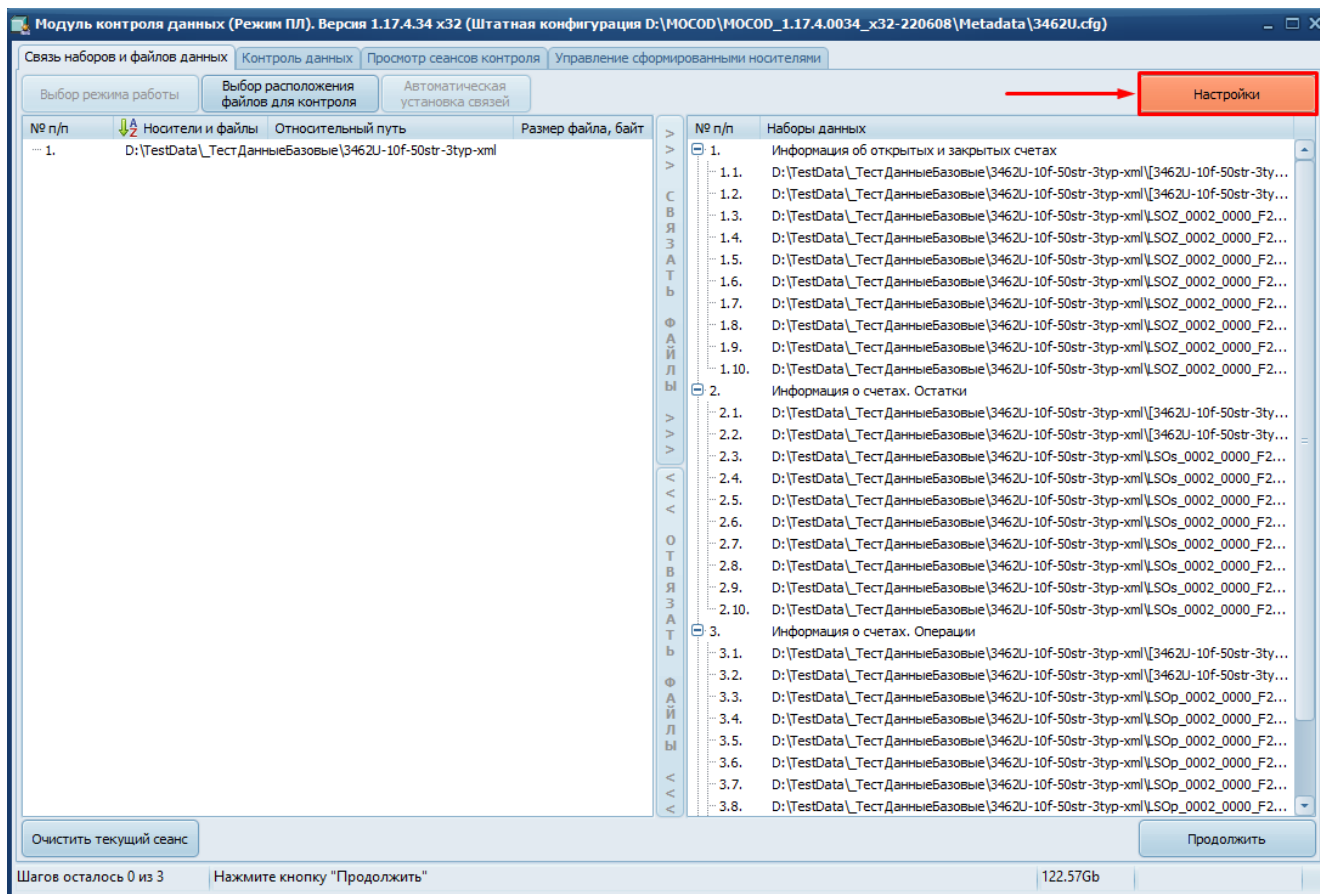 Модуль контроля данных (Режим ПЛ). Версия 1.17.4.34 x32 (Штатная конфигурация D:\MOCOD\MOCOD_1.17.4.0034_x32-220608\Metadata\3462U.cfg)
Связь наборов и файлов данных Контроль данных Просмотр сеансов контроля Управление сформированными носителями
Выбор режима работы Выбор расположения файлов для контроля Автоматическая установка связей Настройки
№ п/п Носители и файлы Относительный путь Размер файла, байт
1. D:\TestData\_ТестДанныеБазовые\3462U-10f-50str-3typ-xml
> > > СВЯЗАТЬ ФАЙЛЫ > > >
< < < ОТВЯЗАТЬ ФАЙЛЫ < < <
№ п/п Наборы данных
1. Информация об открытых и закрытых счетах
1.1. D:\TestData\_ТестДанныеБазовые\3462U-10f-50str-3typ-xml\[3462U-10f-50str-3ty...
1.2. D:\TestData\_ТестДанныеБазовые\3462U-10f-50str-3typ-xml\[3462U-10f-50str-3ty...
1.3. D:\TestData\_ТестДанныеБазовые\3462U-10f-50str-3typ-xml\LSOZ_0002_0000_F2...
1.4. D:\TestData\_ТестДанныеБазовые\3462U-10f-50str-3typ-xml\LSOZ_0002_0000_F2...
1.5. D:\TestData\_ТестДанныеБазовые\3462U-10f-50str-3typ-xml\LSOZ_0002_0000_F2...
1.6. D:\TestData\_ТестДанныеБазовые\3462U-10f-50str-3typ-xml\LSOZ_0002_0000_F2...
1.7. D:\TestData\_ТестДанныеБазовые\3462U-10f-50str-3typ-xml\LSOZ_0002_0000_F2...
1.8. D:\TestData\_ТестДанныеБазовые\3462U-10f-50str-3typ-xml\LSOZ_0002_0000_F2...
1.9. D:\TestData\_ТестДанныеБазовые\3462U-10f-50str-3typ-xml\LSOZ_0002_0000_F2...
1.10. D:\TestData\_ТестДанныеБазовые\3462U-10f-50str-3typ-xml\LSOZ_0002_0000_F2...
2. Информация о счетах. Остатки
2.1. D:\TestData\_ТестДанныеБазовые\3462U-10f-50str-3typ-xml\[3462U-10f-50str-3ty...
2.2. D:\TestData\_ТестДанныеБазовые\3462U-10f-50str-3typ-xml\[3462U-10f-50str-3ty...
2.3. D:\TestData\_ТестДанныеБазовые\3462U-10f-50str-3typ-xml\LSOs_0002_0000_F2...
2.4. D:\TestData\_ТестДанныеБазовые\3462U-10f-50str-3typ-xml\LSOs_0002_0000_F2...
2.5. D:\TestData\_ТестДанныеБазовые\3462U-10f-50str-3typ-xml\LSOs_0002_0000_F2...
2.6. D:\TestData\_ТестДанныеБазовые\3462U-10f-50str-3typ-xml\LSOs_0002_0000_F2...
2.7. D:\TestData\_ТестДанныеБазовые\3462U-10f-50str-3typ-xml\LSOs_0002_0000_F2...
2.8. D:\TestData\_ТестДанныеБазовые\3462U-10f-50str-3typ-xml\LSOs_0002_0000_F2...
2.9. D:\TestData\_ТестДанныеБазовые\3462U-10f-50str-3typ-xml\LSOs_0002_0000_F2...
2.10. D:\TestData\_ТестДанныеБазовые\3462U-10f-50str-3typ-xml\LSOs_0002_0000_F2...
3. Информация о счетах. Операции
3.1. D:\TestData\_ТестДанныеБазовые\3462U-10f-50str-3typ-xml\[3462U-10f-50str-3ty...
3.2. D:\TestData\_ТестДанныеБазовые\3462U-10f-50str-3typ-xml\[3462U-10f-50str-3ty...
3.3. D:\TestData\_ТестДанныеБазовые\3462U-10f-50str-3typ-xml\LSOp_0002_0000_F2...
3.4. D:\TestData\_ТестДанныеБазовые\3462U-10f-50str-3typ-xml\LSOp_0002_0000_F2...
3.5. D:\TestData\_ТестДанныеБазовые\3462U-10f-50str-3typ-xml\LSOp_0002_0000_F2...
3.6. D:\TestData\_ТестДанныеБазовые\3462U-10f-50str-3typ-xml\LSOp_0002_0000_F2...
3.7. D:\TestData\_ТестДанныеБазовые\3462U-10f-50str-3typ-xml\LSOp_0002_0000_F2...
3.8. D:\TestData\_ТестДанныеБазовые\3462U-10f-50str-3typ-xml\LSOp_0002_0000_F2...
Очистить текущий сеанс Продолжить
Шагов осталось 0 из 3 Нажмите кнопку "Продолжить" 122.57Gb